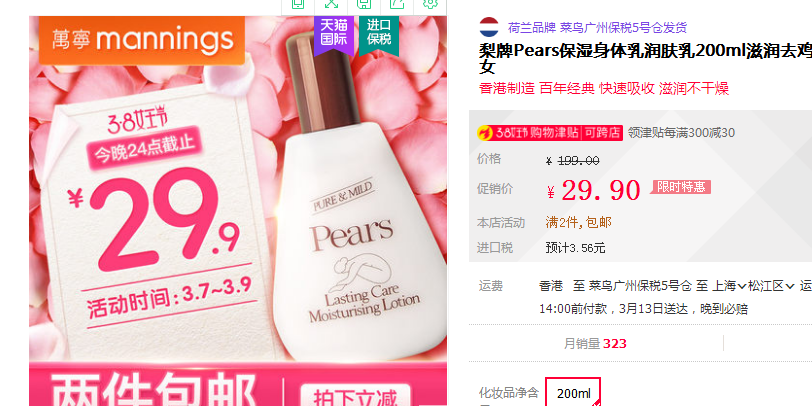 萬寧 mannings
天猫
国际
进口
保税
3·8女王节
今晚24点截止
¥29.9
活动时间:3.7~3.9
PURE & MILD
Pears
Lasting Care
Moisturising Lotion
两件包邮
拍下立减
荷兰品牌 菜鸟广州保税5号仓发货
梨牌Pears保湿身体乳润肤乳200ml滋润去鸡
女
香港制造 百年经典 快速吸收 滋润不干燥
3·8女王节 购物津贴 可跨店 领津贴每满300减30
价格 ¥ 199.00
促销价 ¥ 29.90 限时特惠
本店活动 满2件,包邮
进口税 预计3.56元
运费 香港 至 菜鸟广州保税5号仓 至 上海 松江区 运
14:00前付款，3月13日送达，晚到必赔
月销量 323
化妆品净含 200ml